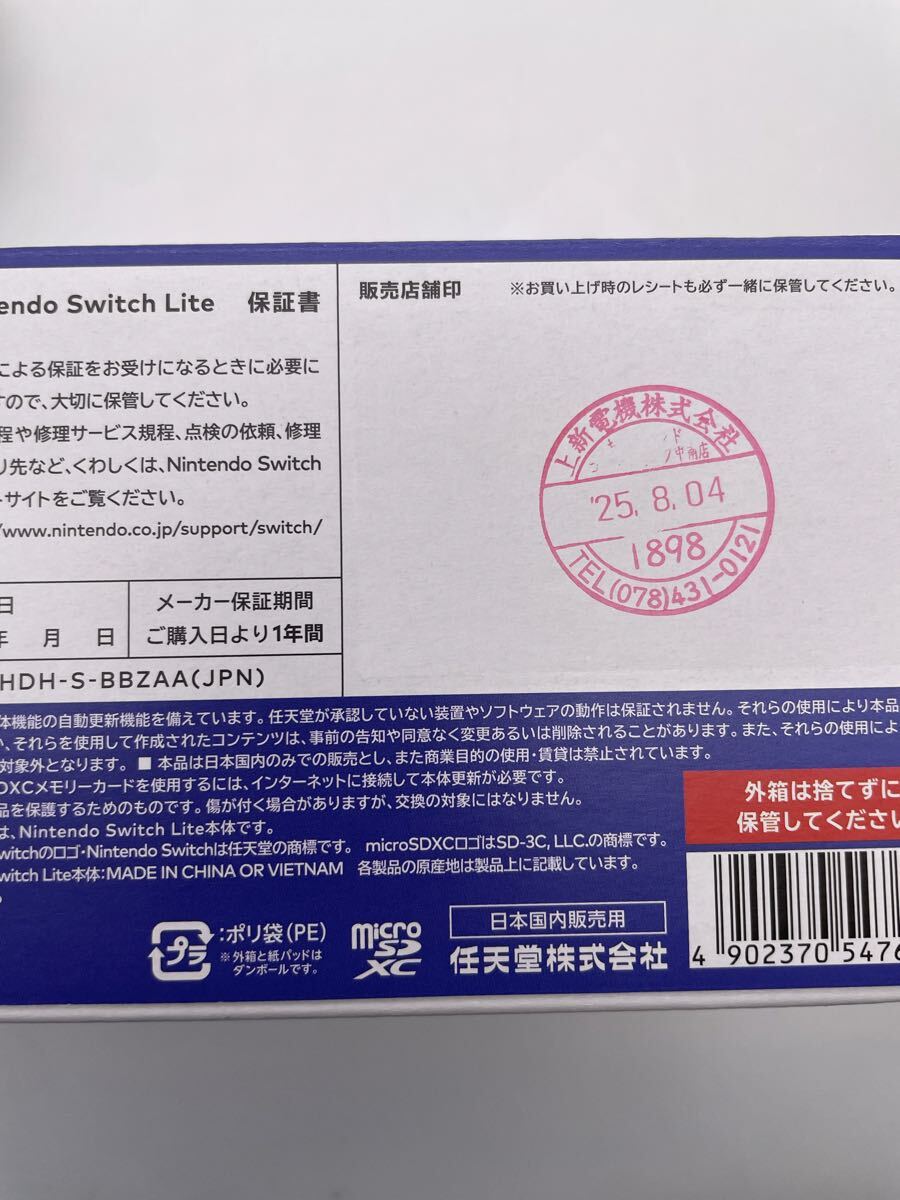 endo Switch Lite 保証書
による保証をお受けになるときに必要に
すので、大切に保管してください。
程や修理サービス規程、点検の依頼、修理
り先など、くわしくは、Nintendo Switch
トサイトをご覧ください。
/www.nintendo.co.jp/support/switch/
日
年 月 日
メーカー保証期間
ご購入日より1年間
HDH-S-BBZAA(JPN)
販売店舗印
※お買い上げ時のレシートも必ず一緒に保管してください。
上新電機株式会社
'25. 8. 04
1898
TEL(078)431-0121
体機能の自動更新機能を備えています。任天堂が承認していない装置やソフトウェアの動作は保証されません。それらの使用により本品
、それらを使用して作成されたコンテンツは、事前の告知や同意なく変更あるいは削除されることがあります。また、それらの使用によ
対象外となります。■ 本品は日本国内のみでの販売とし、また商業目的の使用・賃貸は禁止されています。
DXCメモリーカードを使用するには、インターネットに接続して本体更新が必要です。
品を保護するためのものです。傷が付く場合がありますが、交換の対象にはなりません。
は、Nintendo Switch Lite本体です。
witchのロゴ・Nintendo Switchは任天堂の商標です。 microSDXCロゴはSD-3C, LLC.の商標です。
witch Lite本体:MADE IN CHINA OR VIETNAM 各製品の原産地は製品上に記載しています。
外箱は捨てずに
保管してください
プラ
:ポリ袋(PE)
※外箱と紙パッドは
ダンボールです。
micro
SD
XC
日本国内販売用
任天堂株式会社
4 902370 5476